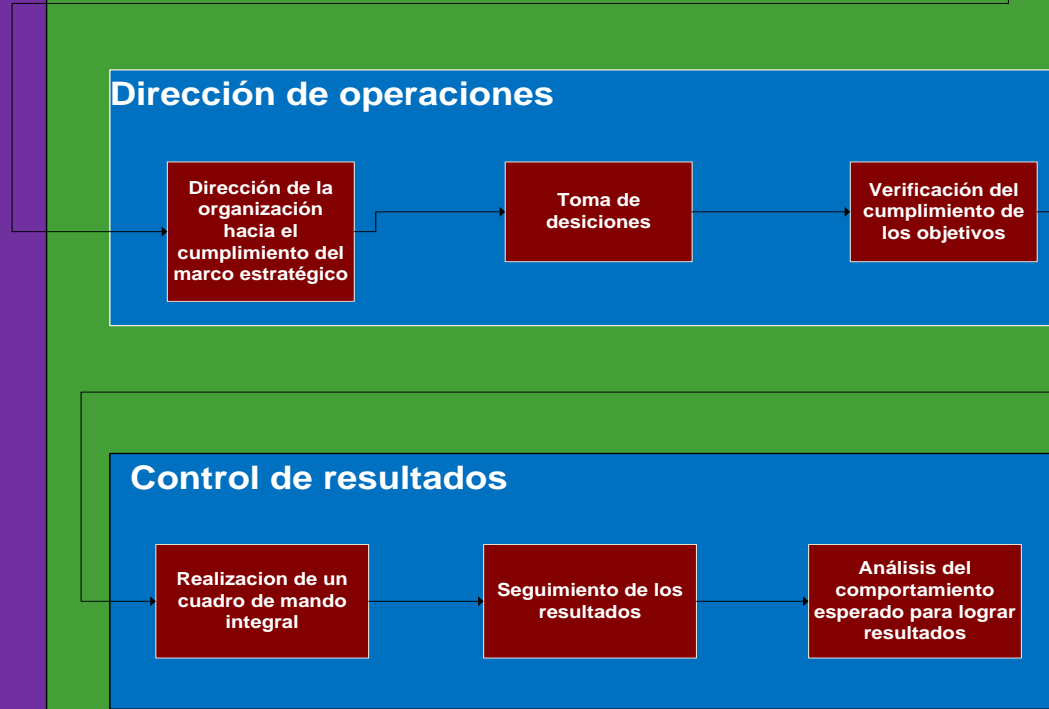 Dirección de operaciones
Dirección de la
organización
hacia el
cumplimiento del
marco estratégico
Toma de
desiciones
Verificación del
cumplimiento de
los objetivos
Control de resultados
Realizacion de un
cuadro de mando
integral
Seguimiento de los
resultados
Análisis del
comportamiento
esperado para lograr
resultados